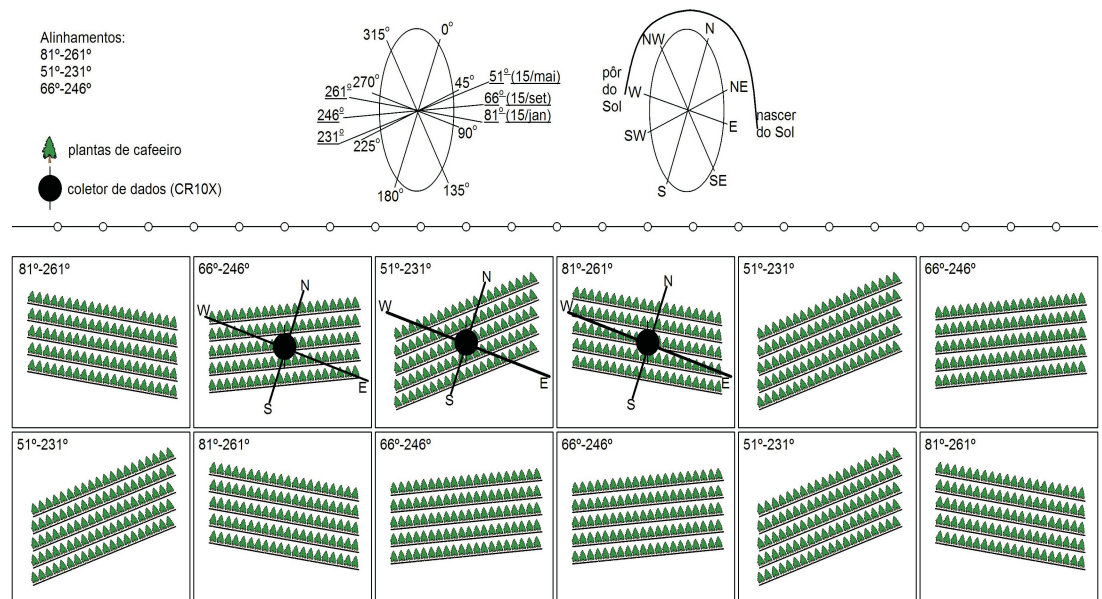 Alinhamentos:
81º-261º
51º-231º
66º-246º
plantas de cafeeiro
coletor de dados (CR10X)
315º
0º
45º
51º (15/mai)
66º (15/set)
81º (15/jan)
90º
135º
180º
225º
231º
246º
261º
270º
NW
N
NE
E
SE
S
SW
W
pôr
do
Sol
nascer
do Sol
81º-261º
66º-246º
N
W
E
S
51º-231º
N
W
E
S
81º-261º
N
W
E
S
51º-231º
66º-246º
51º-231º
81º-261º
66º-246º
66º-246º
51º-231º
81º-261º